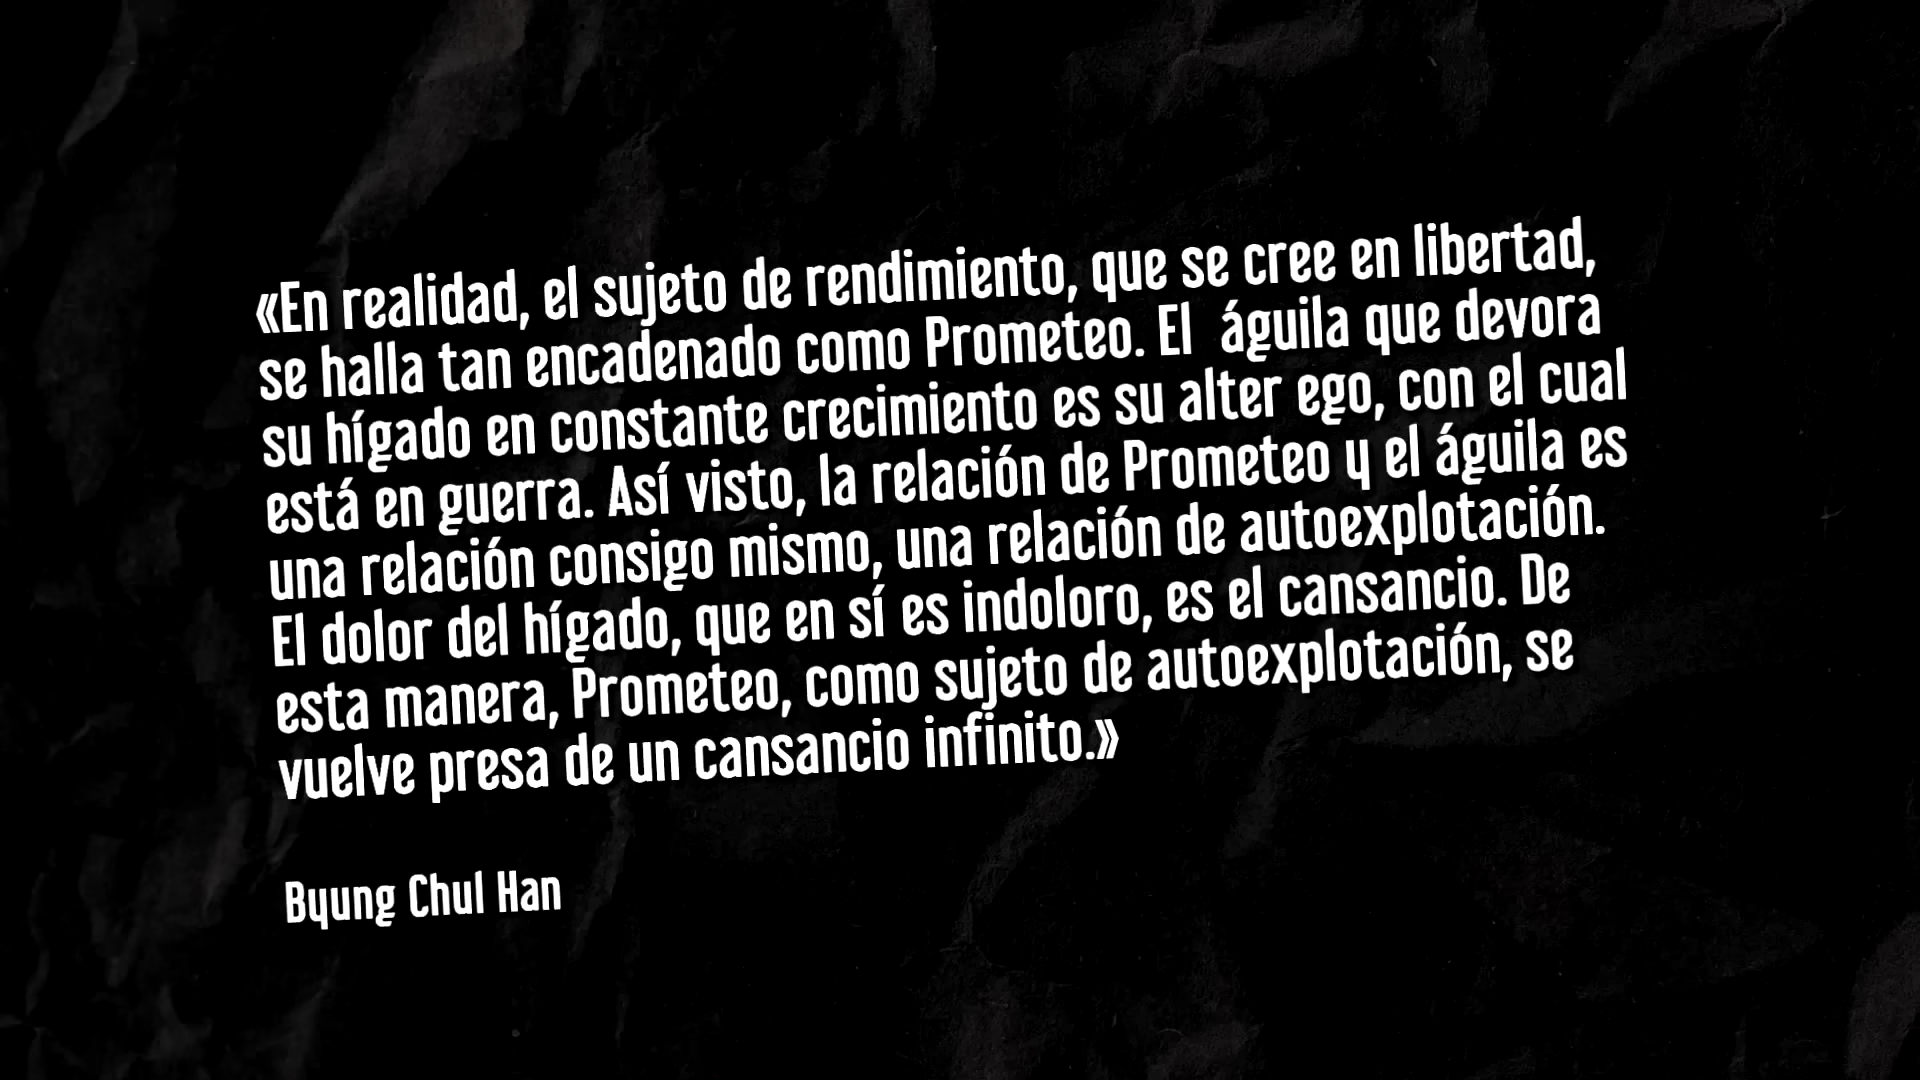 «En realidad, el sujeto de rendimiento, que se cree en libertad,
se halla tan encadenado como Prometeo. El  águila que devora
su hígado en constante crecimiento es su alter ego, con el cual
está en guerra. Así visto, la relación de Prometeo y el águila es
una relación consigo mismo, una relación de autoexplotación.
El dolor del hígado, que en sí es indoloro, es el cansancio. De
esta manera, Prometeo, como sujeto de autoexplotación, se
vuelve presa de un cansancio infinito.»
Byung Chul Han